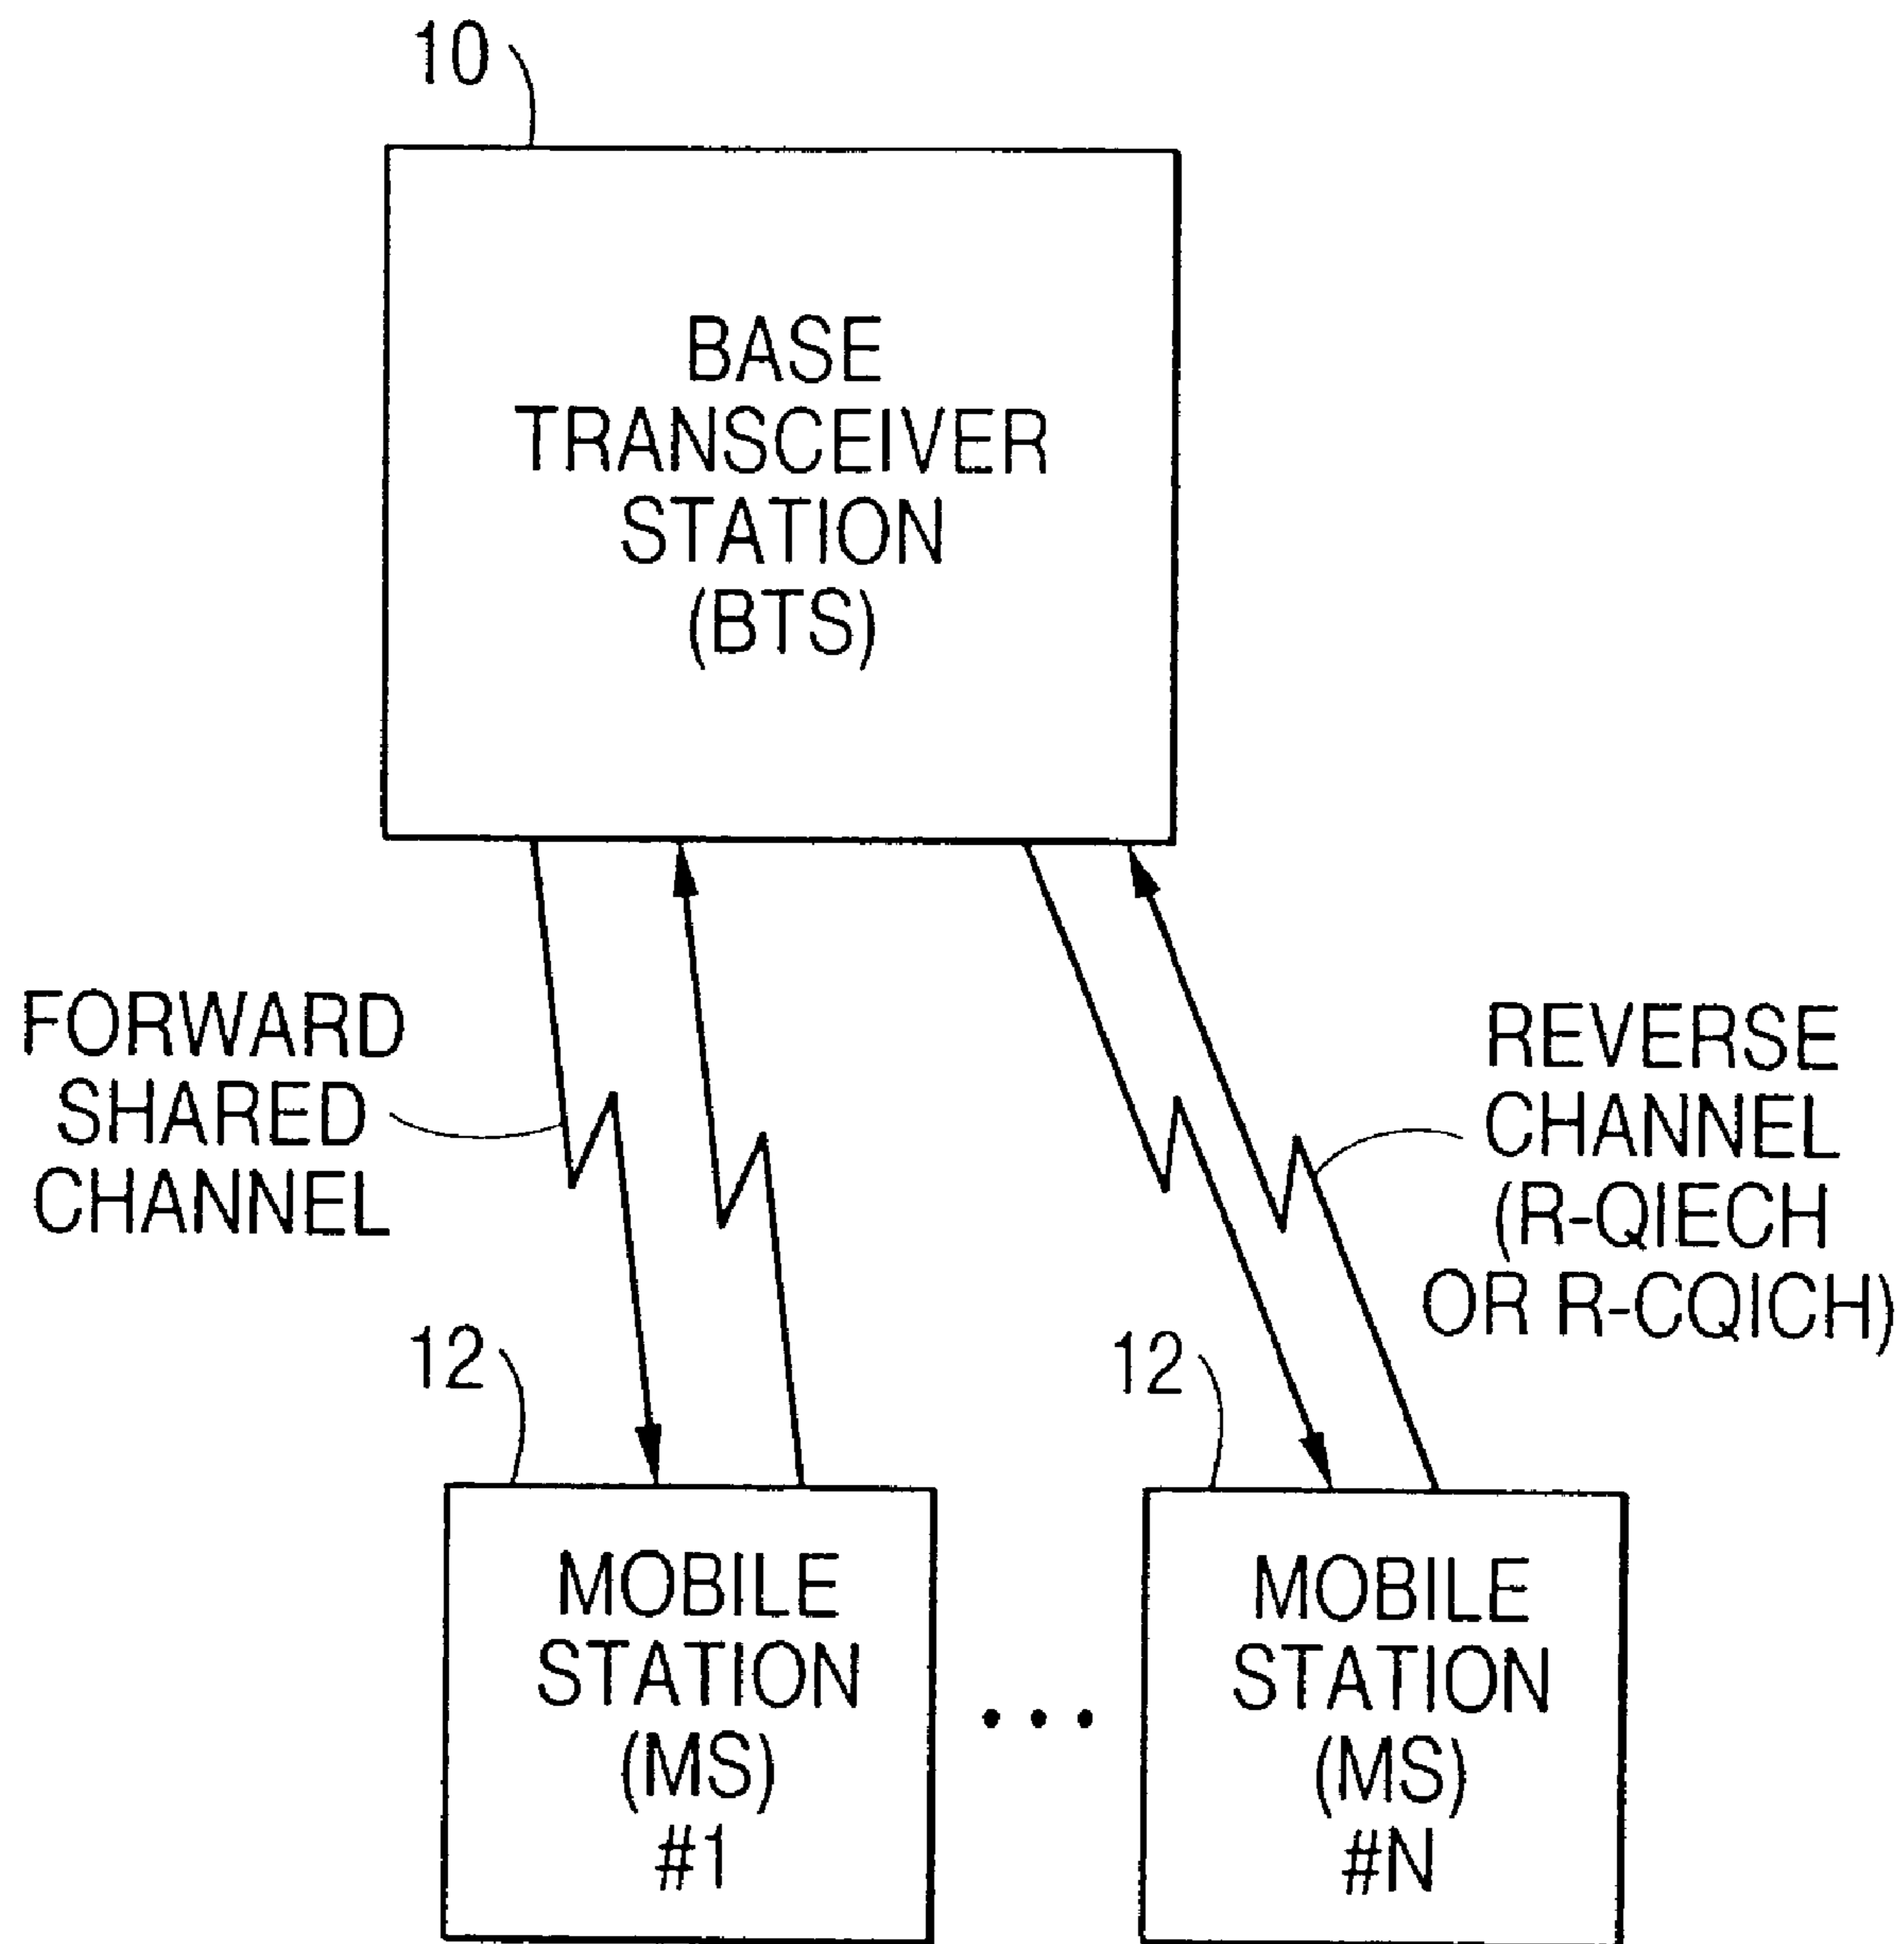 10
BASE
TRANSCEIVER
STATION
(BTS)
FORWARD
SHARED
CHANNEL
REVERSE
CHANNEL
(R-QIECH
OR R-CQICH)
12
12
MOBILE
STATION
(MS)
#1
MOBILE
STATION
(MS)
#N